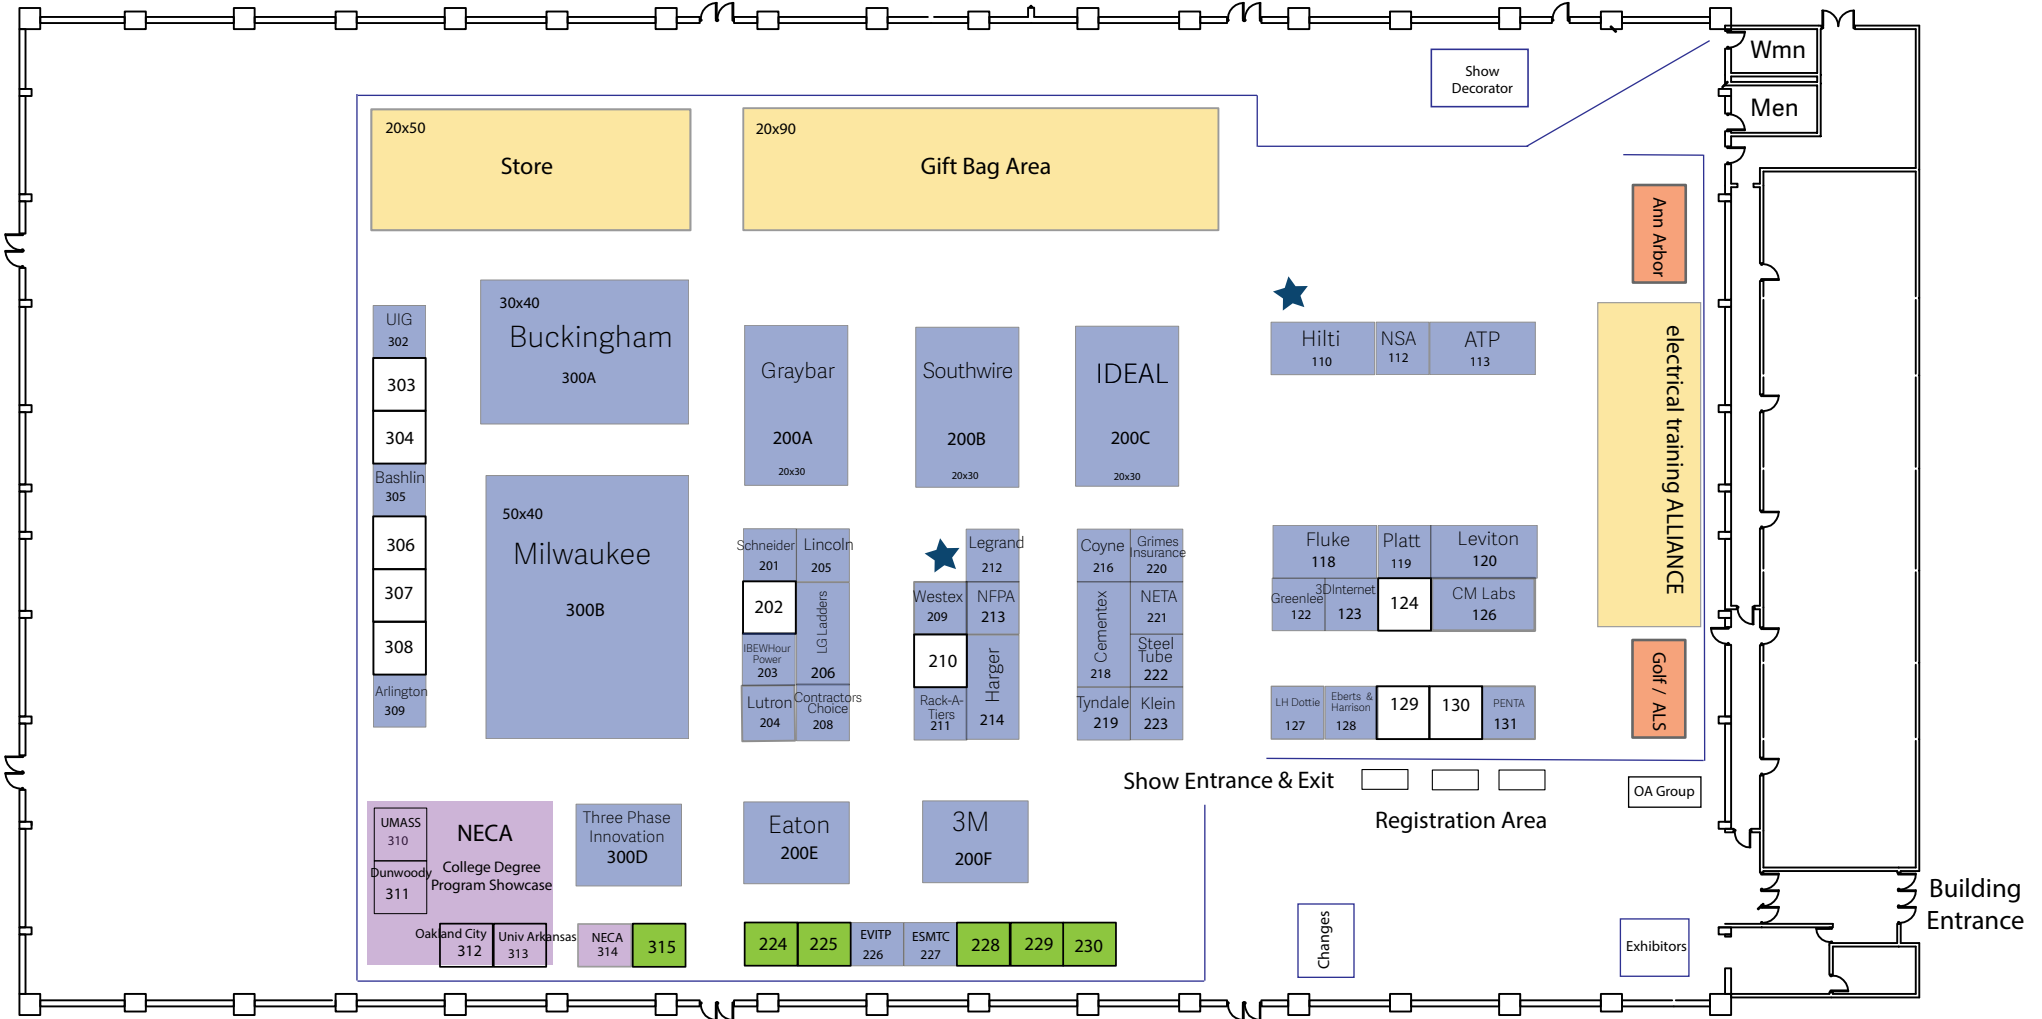 Wmn
Show
Decorator
Men
20x50
Store
20x90
Gift Bag Area
Ann Arbor
30x40
Buckingham
300A
UIG
302
303
304
Bashlin
305
306
307
308
Arlington
309
Graybar
200A
20x30
Southwire
200B
20x30
IDEAL
200C
20x30
Hilti
110
NSA
112
ATP
113
electrical training ALLIANCE
50x40
Milwaukee
300B
Schneider
201
Lincoln
205
202
LG Ladders
206
IBEWHour
Power
203
Lutron
204
Contractors
Choice
208
Legrand
212
Westex
209
NFPA
213
210
Harger
214
Rack-A-
Tiers
211
Coyne
216
Grimes
Insurance
220
Cementex
218
NETA
221
Steel
Tube
222
Tyndale
219
Klein
223
Fluke
118
Platt
119
Leviton
120
Greenlee
122
3DInternet
123
124
CM Labs
126
LH Dottie
127
Eberts &
Harrison
128
129
130
PENTA
131
Golf / ALS
Show Entrance & Exit
Registration Area
OA Group
UMASS
310
NECA
College Degree
Program Showcase
Dunwoody
311
Oakland City
312
Univ Arkansas
313
Three Phase
Innovation
300D
NECA
314
315
Eaton
200E
3M
200F
224
225
EVITP
226
ESMTC
227
228
229
230
Changes
Exhibitors
Building
Entrance